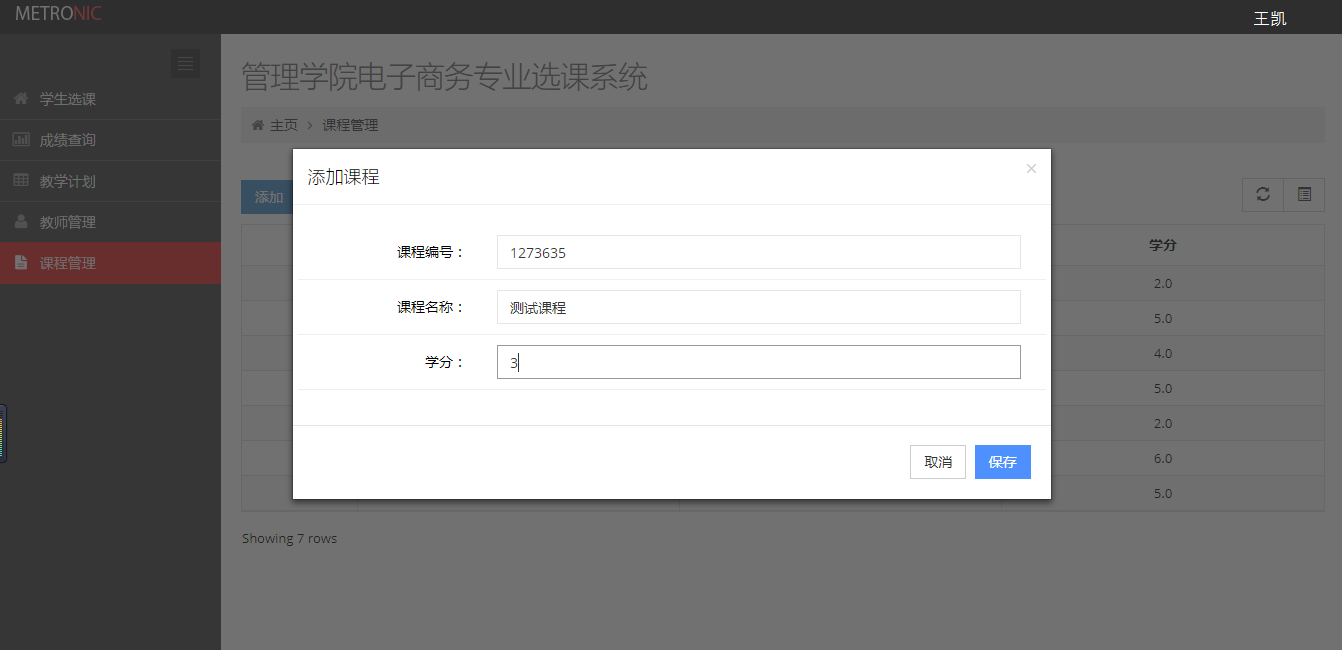 METRONIC
王凯
学生选课
成绩查询
教学计划
教师管理
课程管理
管理学院电子商务专业选课系统
主页 > 课程管理
添加
添加课程
×
课程编号：
1273635
课程名称：
测试课程
学分：
3
取消
保存
学分
2.0
5.0
4.0
5.0
2.0
6.0
5.0
Showing 7 rows